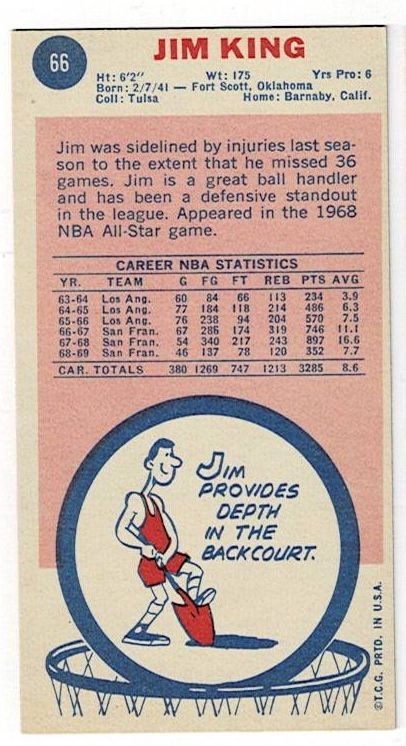 66
JIM KING
Ht: 6'2" Wt: 175 Yrs Pro: 6
Born: 2/7/41 — Fort Scott, Oklahoma
Coll: Tulsa Home: Barnaby, Calif.
Jim was sidelined by injuries last sea-
son to the extent that he missed 36
games. Jim is a great ball handler
and has been a defensive standout
in the league. Appeared in the 1968
NBA All-Star game.
CAREER NBA STATISTICS
YR. TEAM G FG FT REB PTS AVG
63-64 Los Ang. 60 84 66 113 234 3.9
64-65 Los Ang. 77 184 118 214 486 6.3
65-66 Los Ang. 76 238 94 204 570 7.5
66-67 San Fran. 67 286 174 319 746 11.1
67-68 San Fran. 54 340 217 243 897 16.6
68-69 San Fran. 46 137 78 120 352 7.7
CAR. TOTALS 380 1269 747 1213 3285 8.6
JIM
PROVIDES
DEPTH
IN THE
BACKCOURT.
©T.C.G. PRTD. IN U.S.A.